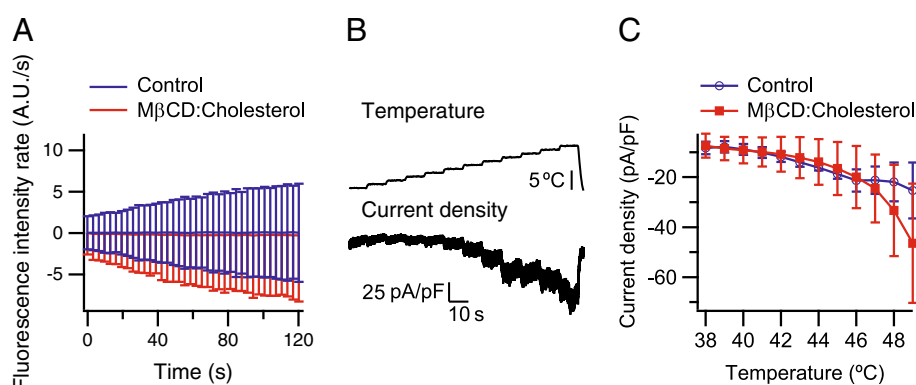 A
Fluorescence intensity rate (A.U./s)
Control
MβCD:Cholesterol
10
5
0
-5
0
40
80
120
Time (s)
B
Temperature
5 ºC
Current density
25 pA/pF
10 s
C
Control
MβCD:Cholesterol
Current density (pA/pF)
-20
-40
-60
38
40
42
44
46
48
Temperature (ºC)